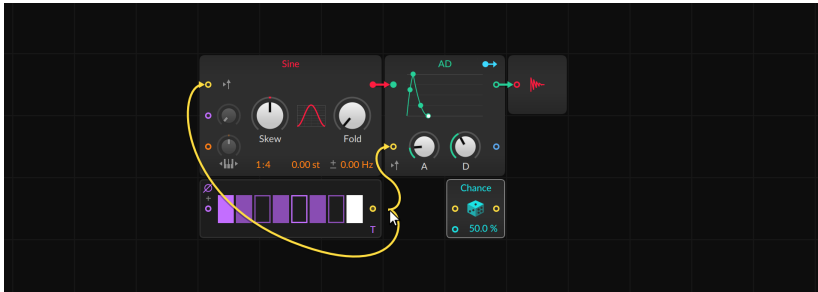 Sine
AD
Skew
Fold
1:4
0.00 st
± 0.00 Hz
A
D
Ø
+
T
Chance
50.0 %